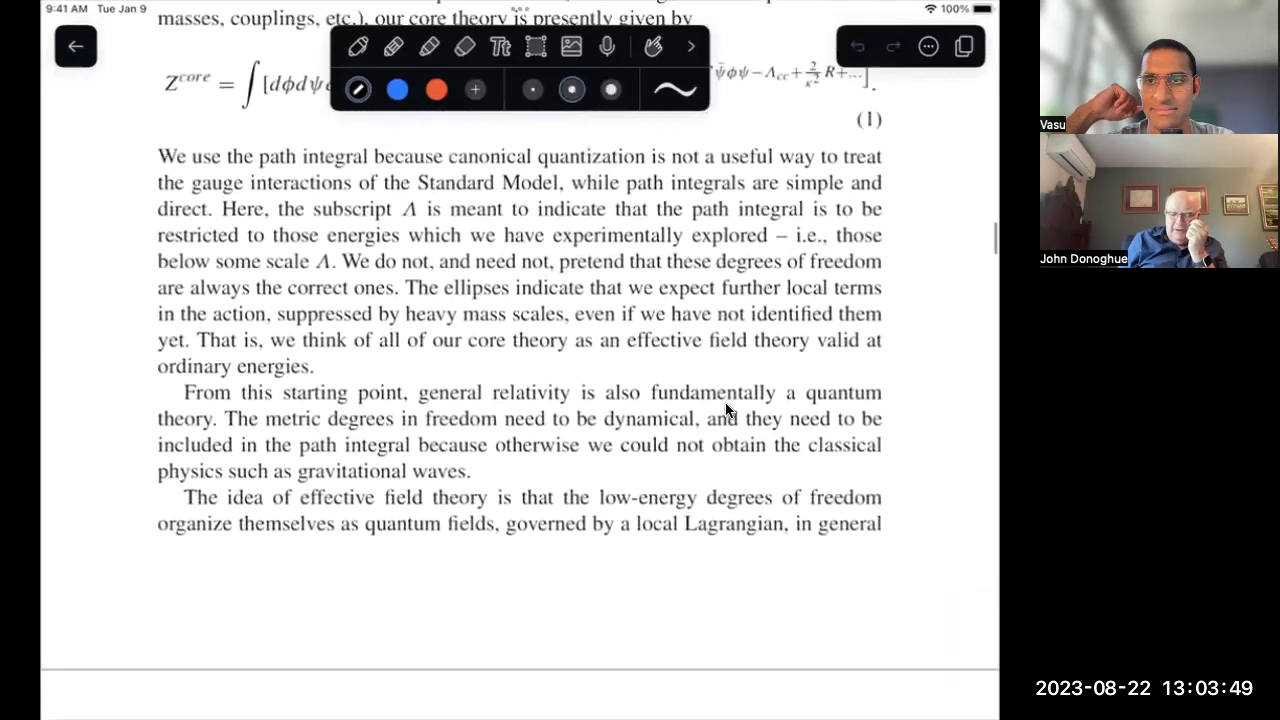 9:41 AM Tue Jan 9
100%
masses, couplings, etc.), our core theory is presently given by
Tt
Z^{core} = ∫ [dϕdψ
ψ̄ϕψ − Λ_{cc} + \frac{2}{κ^2} R + ...] .
(1)
We use the path integral because canonical quantization is not a useful way to treat
the gauge interactions of the Standard Model, while path integrals are simple and
direct. Here, the subscript Λ is meant to indicate that the path integral is to be
restricted to those energies which we have experimentally explored – i.e., those
below some scale Λ. We do not, and need not, pretend that these degrees of freedom
are always the correct ones. The ellipses indicate that we expect further local terms
in the action, suppressed by heavy mass scales, even if we have not identified them
yet. That is, we think of all of our core theory as an effective field theory valid at
ordinary energies.
From this starting point, general relativity is also fundamentally a quantum
theory. The metric degrees in freedom need to be dynamical, and they need to be
included in the path integral because otherwise we could not obtain the classical
physics such as gravitational waves.
The idea of effective field theory is that the low-energy degrees of freedom
organize themselves as quantum fields, governed by a local Lagrangian, in general
Vasu
John Donoghue
2023-08-22 13:03:49